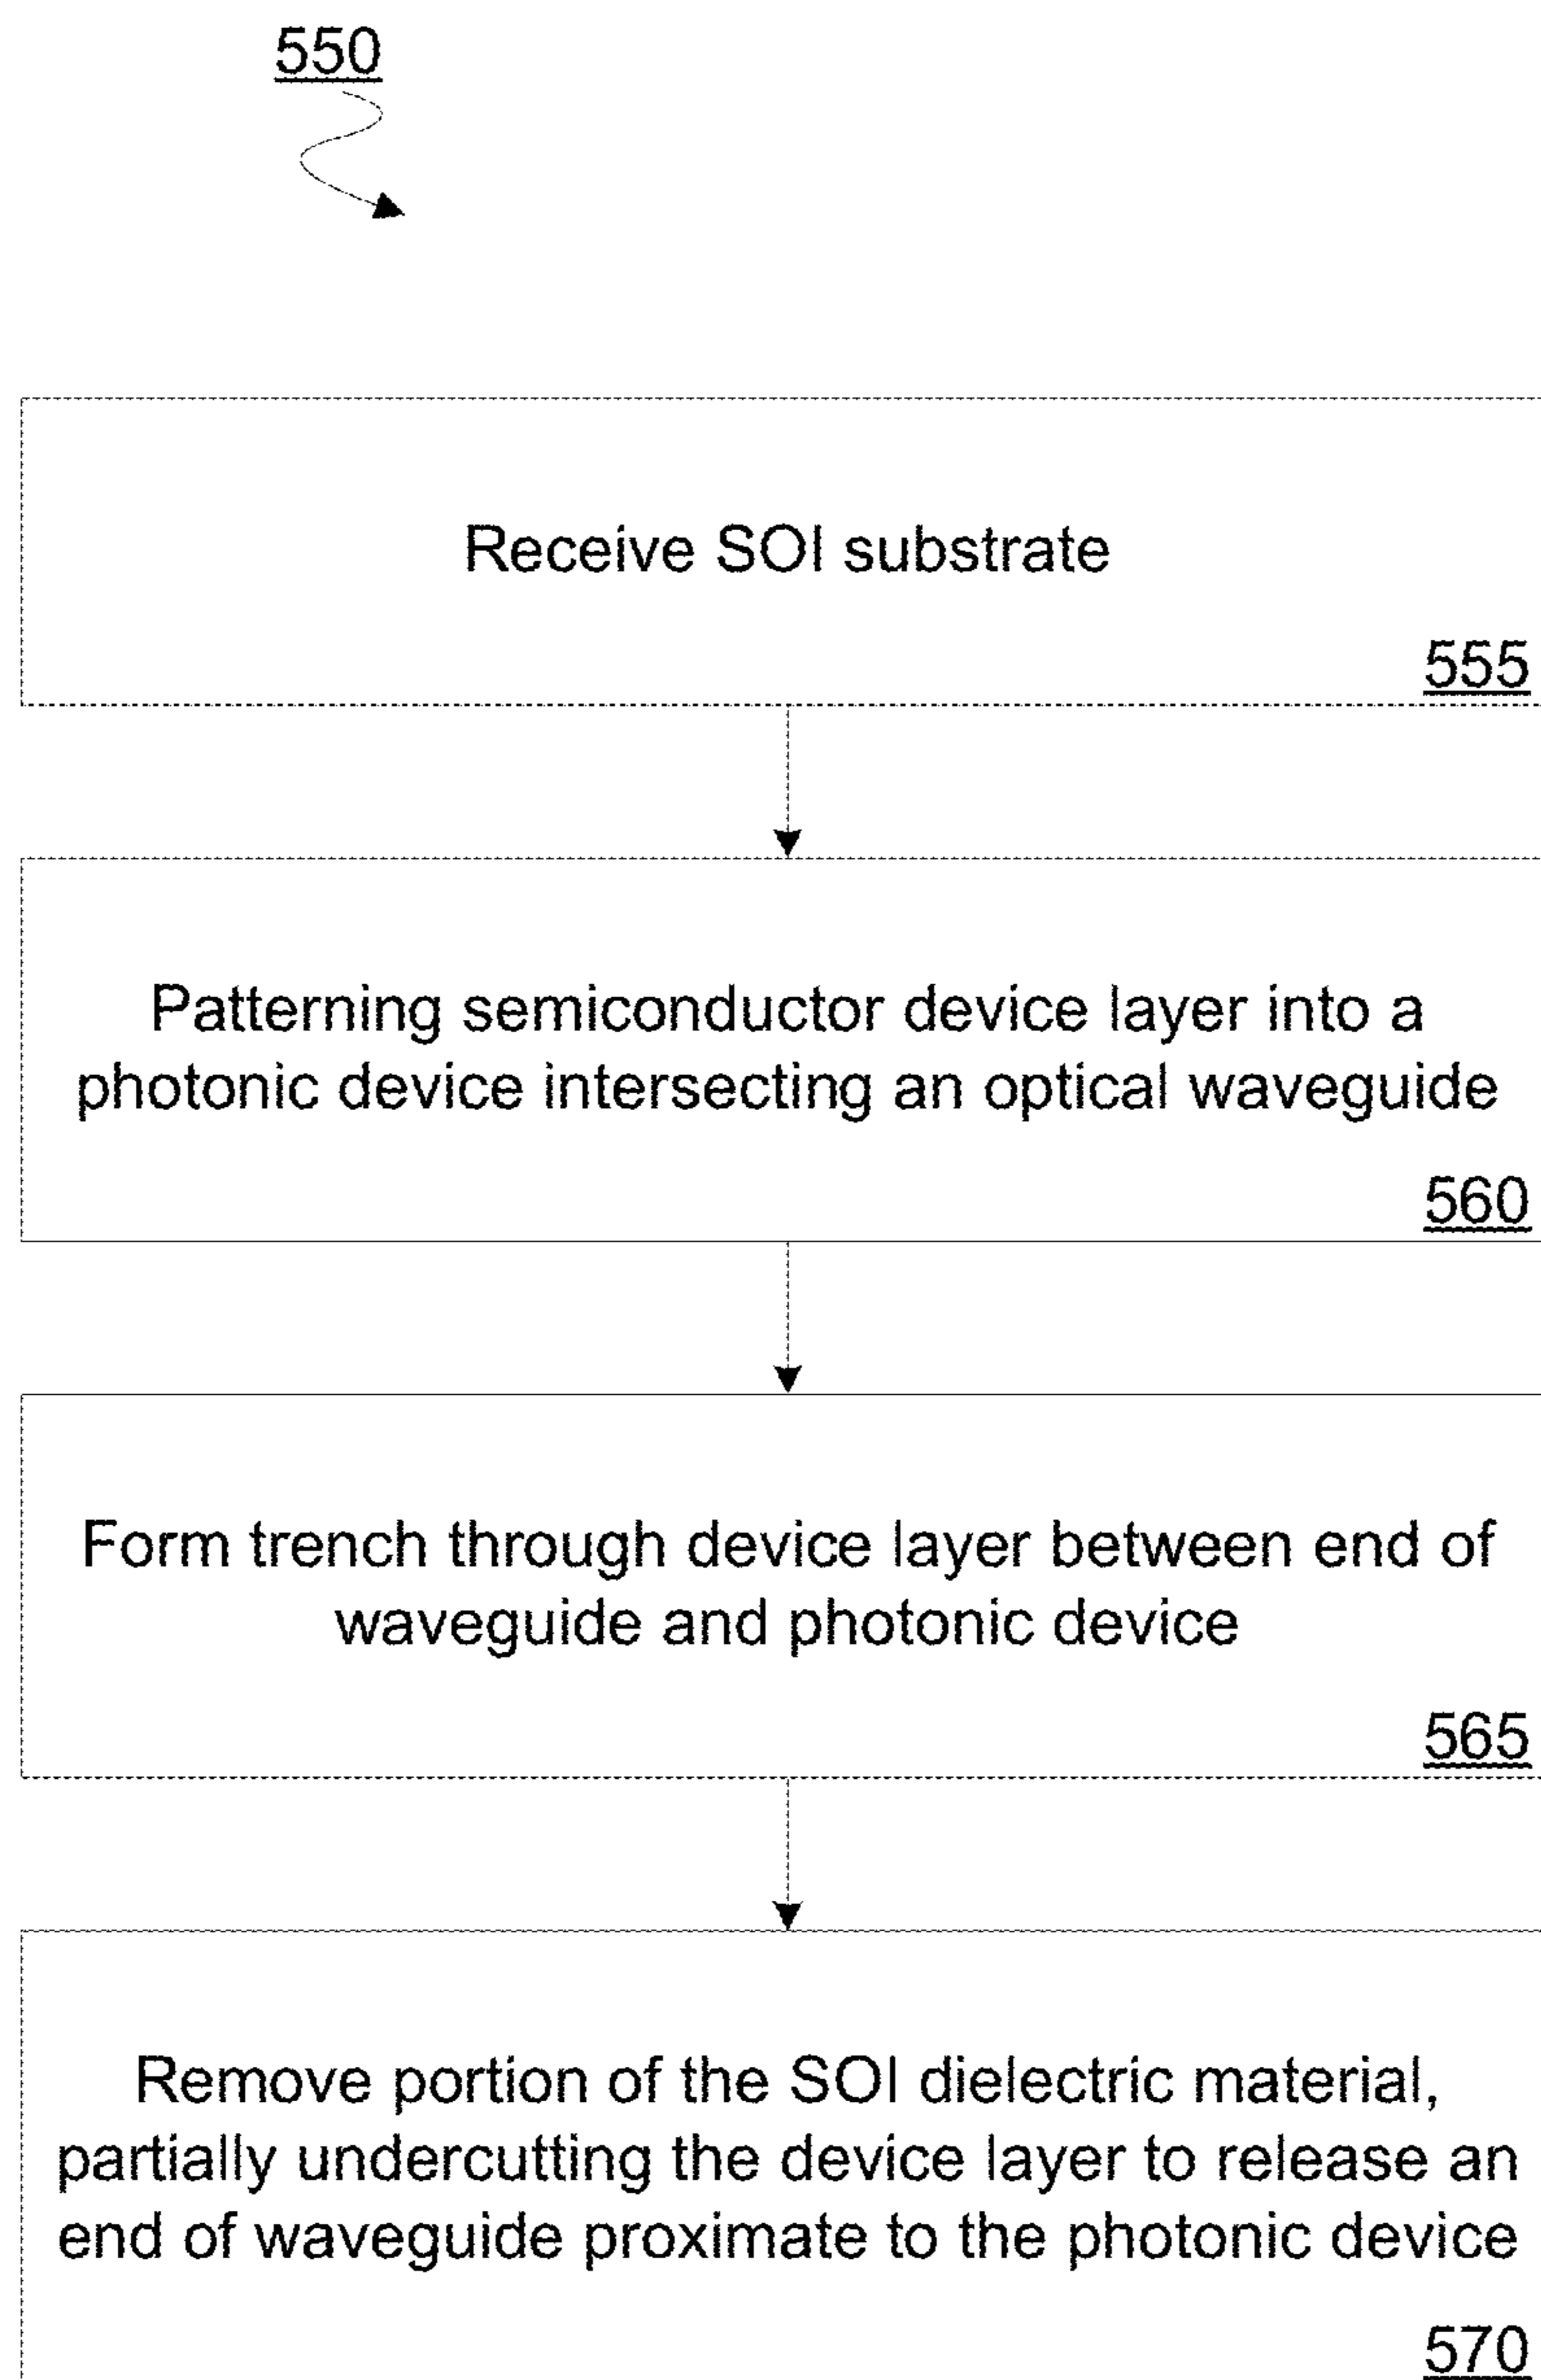 550
Receive SOI substrate
555
Patterning semiconductor device layer into a
photonic device intersecting an optical waveguide
560
Form trench through device layer between end of
waveguide and photonic device
565
Remove portion of the SOI dielectric material,
partially undercutting the device layer to release an
end of waveguide proximate to the photonic device
570